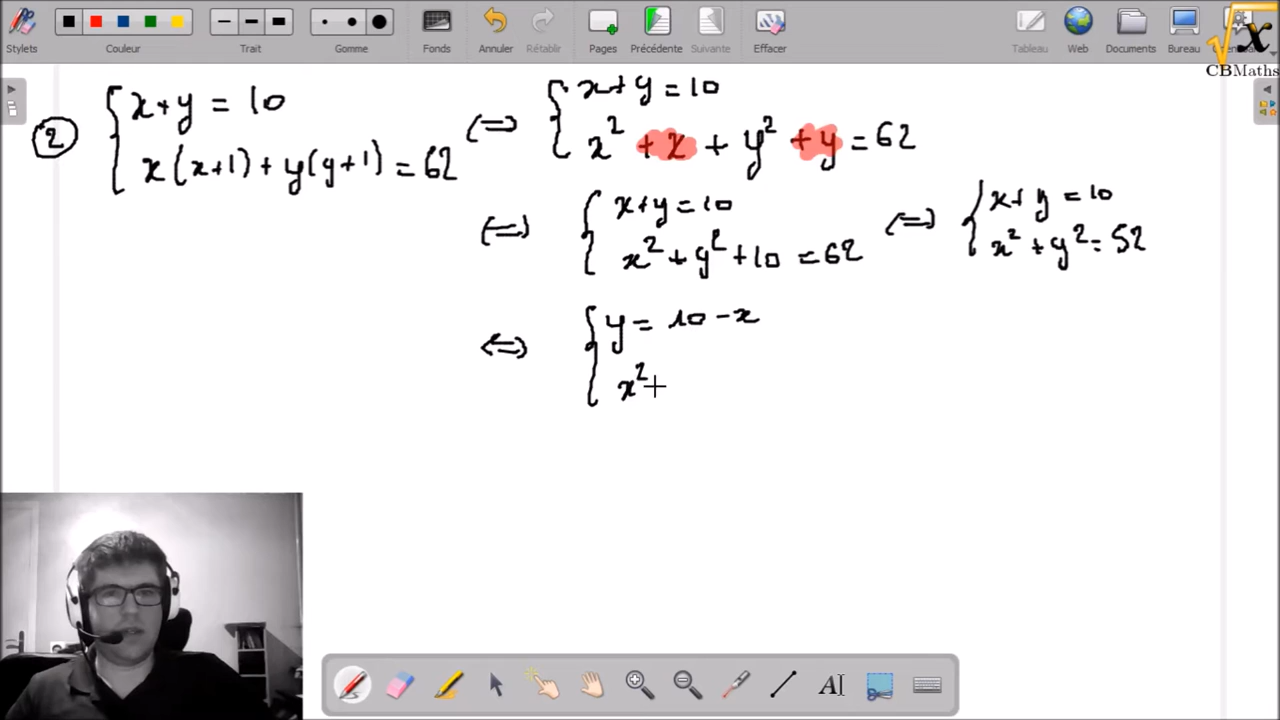 Stylets Couleur Trait Gomme Fonds Annuler Rétablir Pages Précédente Suivante Effacer Tableau Web Documents Bureau
√x
CBMaths
② { x+y = 10
x(x+1) + y(y+1) = 62
⇔ { x+y = 10
x² + x + y² + y = 62
⇔ { x+y = 10
x² + y² + 10 = 62
⇔ { x+y = 10
x² + y² = 52
⇔ { y = 10 - x
x² +
AI